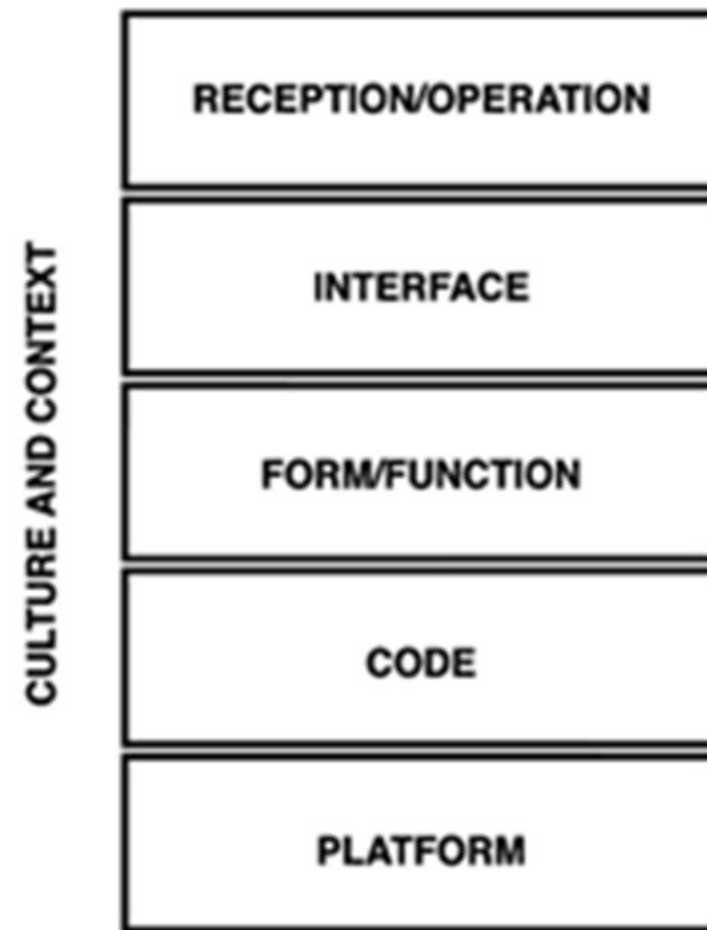 RECEPTION/OPERATION
INTERFACE
FORM/FUNCTION
CODE
PLATFORM
CULTURE AND CONTEXT